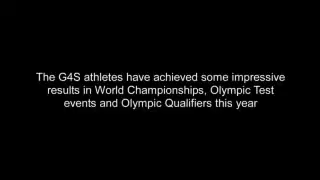 The G4S athletes have achieved some impressive
results in World Championships, Olympic Test
events and Olympic Qualifiers this year